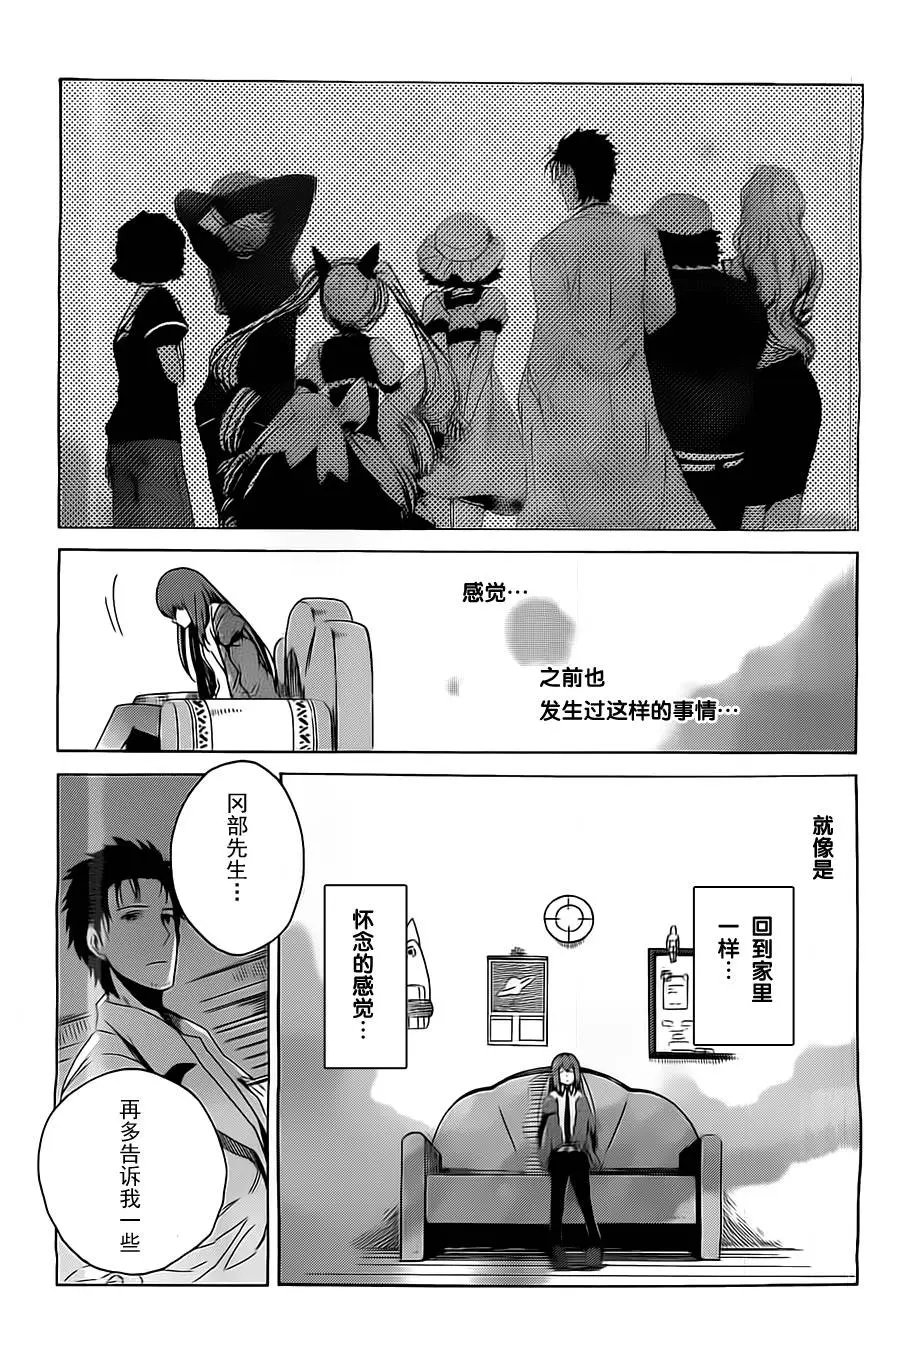 感觉…
之前也
发生过这样的事情…
就像是
回到家里
一样…
怀念的感觉…
冈部先生…
再多告诉我一些